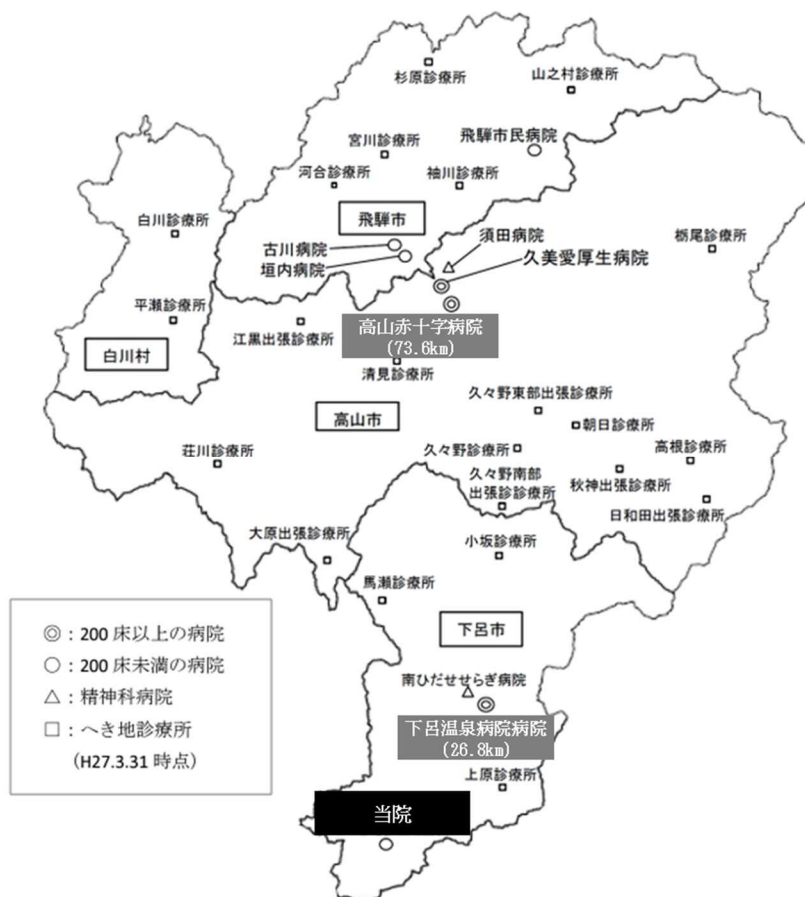 杉原診療所
山之村診療所
宮川診療所
飛騨市民病院
河合診療所
袖川診療所
白川診療所
飛騨市
古川病院
垣内病院
須田病院
久美愛厚生病院
栃尾診療所
平瀬診療所
江黒出張診療所
高山赤十字病院
(73.6km)
白川村
清見診療所
高山市
久々野東部出張診療所
朝日診療所
久々野診療所
高根診療所
荘川診療所
久々野南部
出張診診療所
秋神出張診療所
日和田出張診療所
大原出張診療所
小坂診療所
馬瀬診療所
下呂市
◎：200 床以上の病院
○：200 床未満の病院
△：精神科病院
□：へき地診療所
(H27.3.31 時点)
南ひだせせらぎ病院
下呂温泉病院病院
(26.8km)
上原診療所
当院